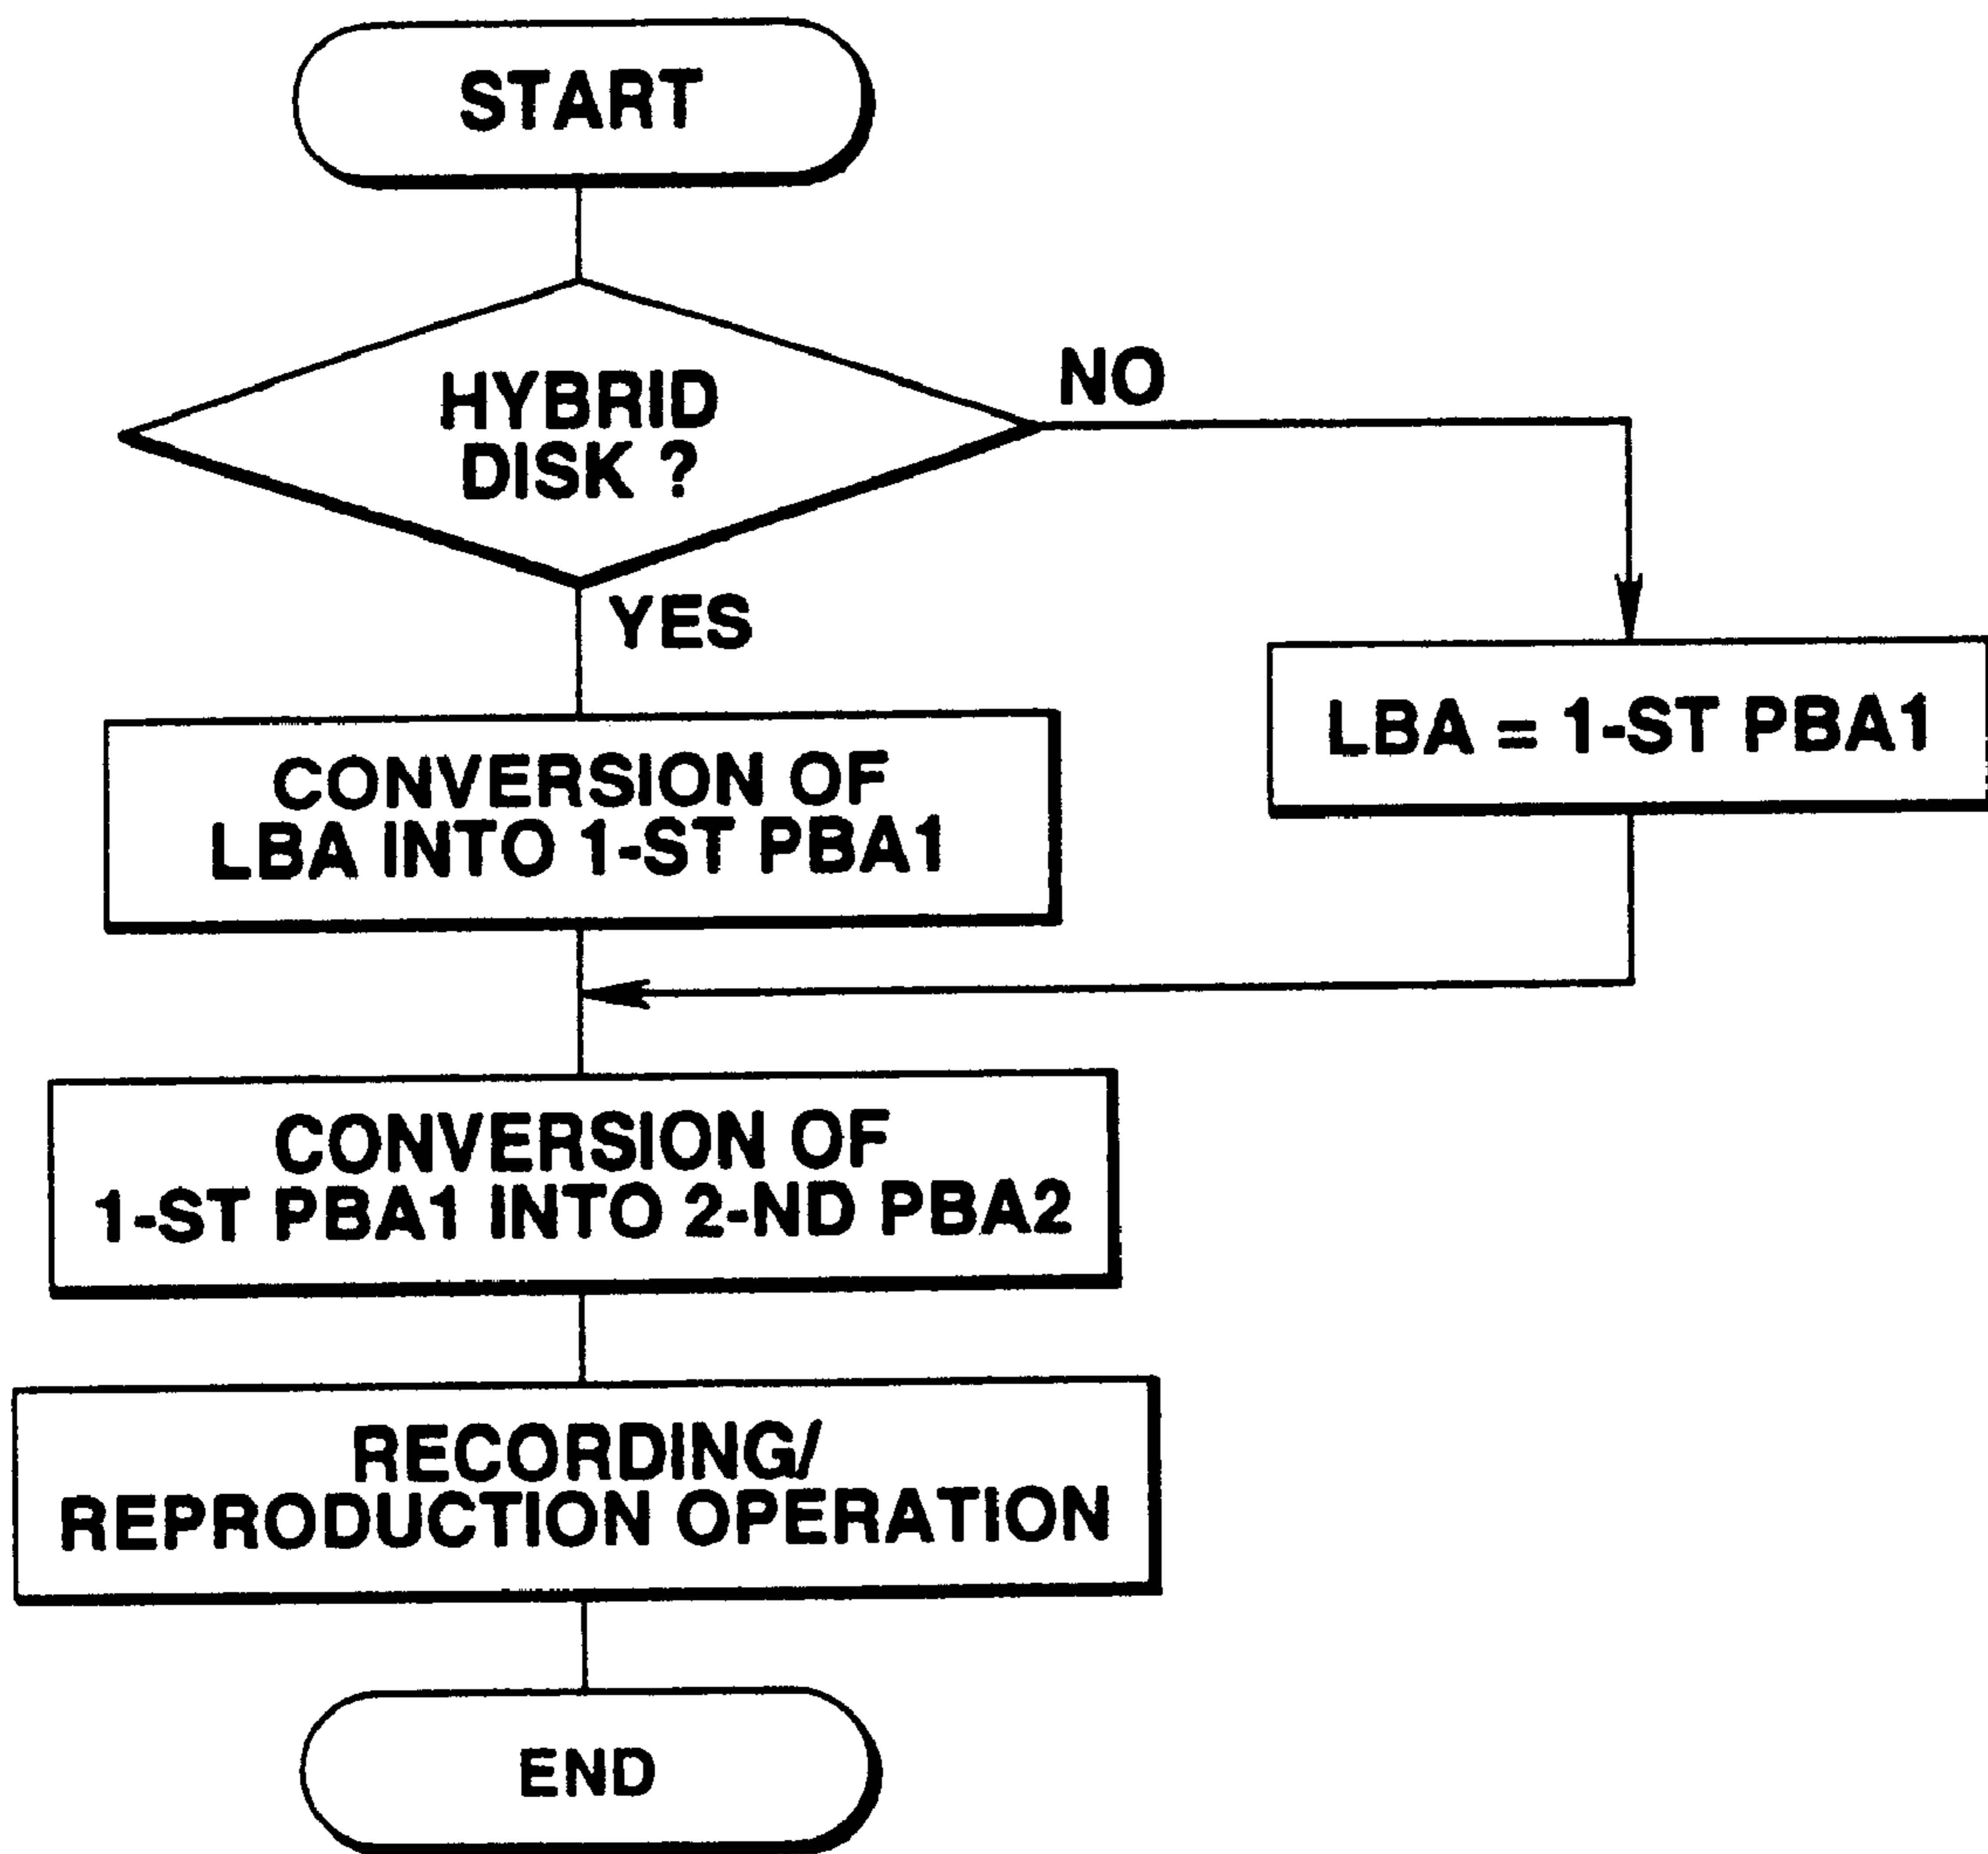 START
HYBRID
DISK ?
NO
YES
LBA = 1-ST PBA1
CONVERSION OF
LBA INTO 1-ST PBA1
CONVERSION OF
1-ST PBA1 INTO 2-ND PBA2
RECORDING/
REPRODUCTION OPERATION
END